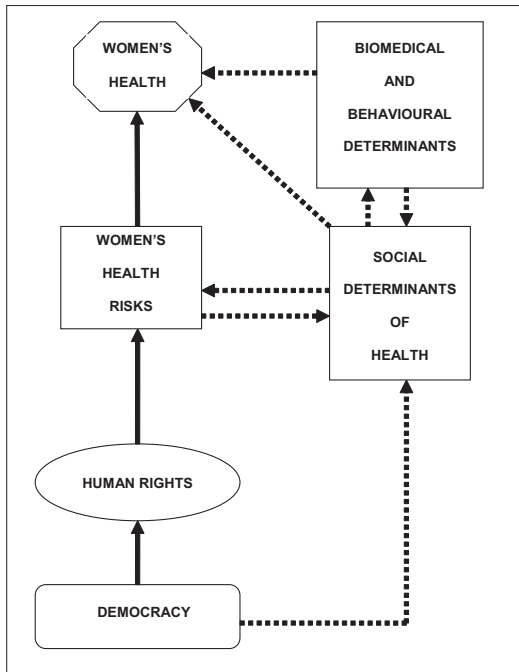 WOMEN'S
HEALTH
BIOMEDICAL
AND
BEHAVIOURAL
DETERMINANTS
WOMEN'S
HEALTH
RISKS
SOCIAL
DETERMINANTS
OF
HEALTH
HUMAN RIGHTS
DEMOCRACY